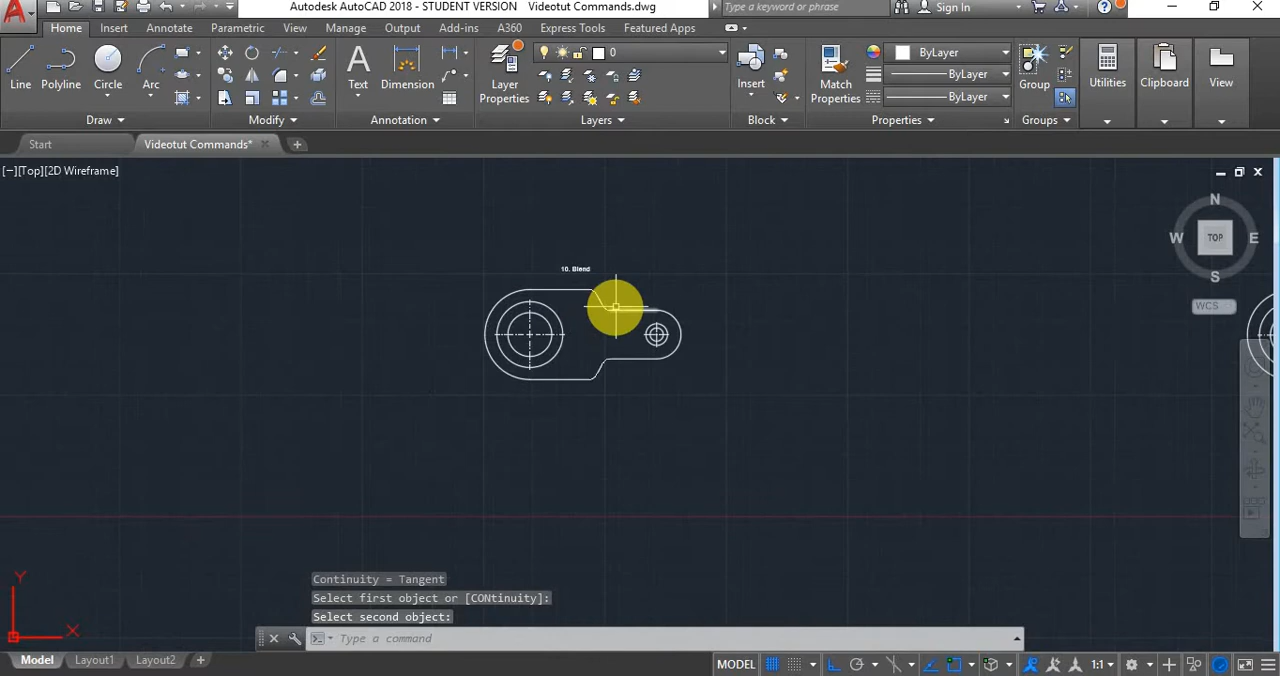 Autodesk AutoCAD 2018 - STUDENT VERSION Videotut Commands.dwg
Type a keyword or phrase
Sign In
Home Insert Annotate Parametric View Manage Output Add-ins A360 Express Tools Featured Apps
Line Polyline Circle Arc
Text Dimension
Layer Properties
0
Insert
Match Properties
ByLayer
ByLayer
ByLayer
Group
Utilities Clipboard View
Draw Modify Annotation Layers Block Properties Groups
Start Videotut Commands*
[−][Top][2D Wireframe]
N
W TOP E
S
WCS
10. Blend
Y
X
Continuity = Tangent
Select first object or [CONtinuity]:
Select second object:
Type a command
Model Layout1 Layout2
MODEL 1:1